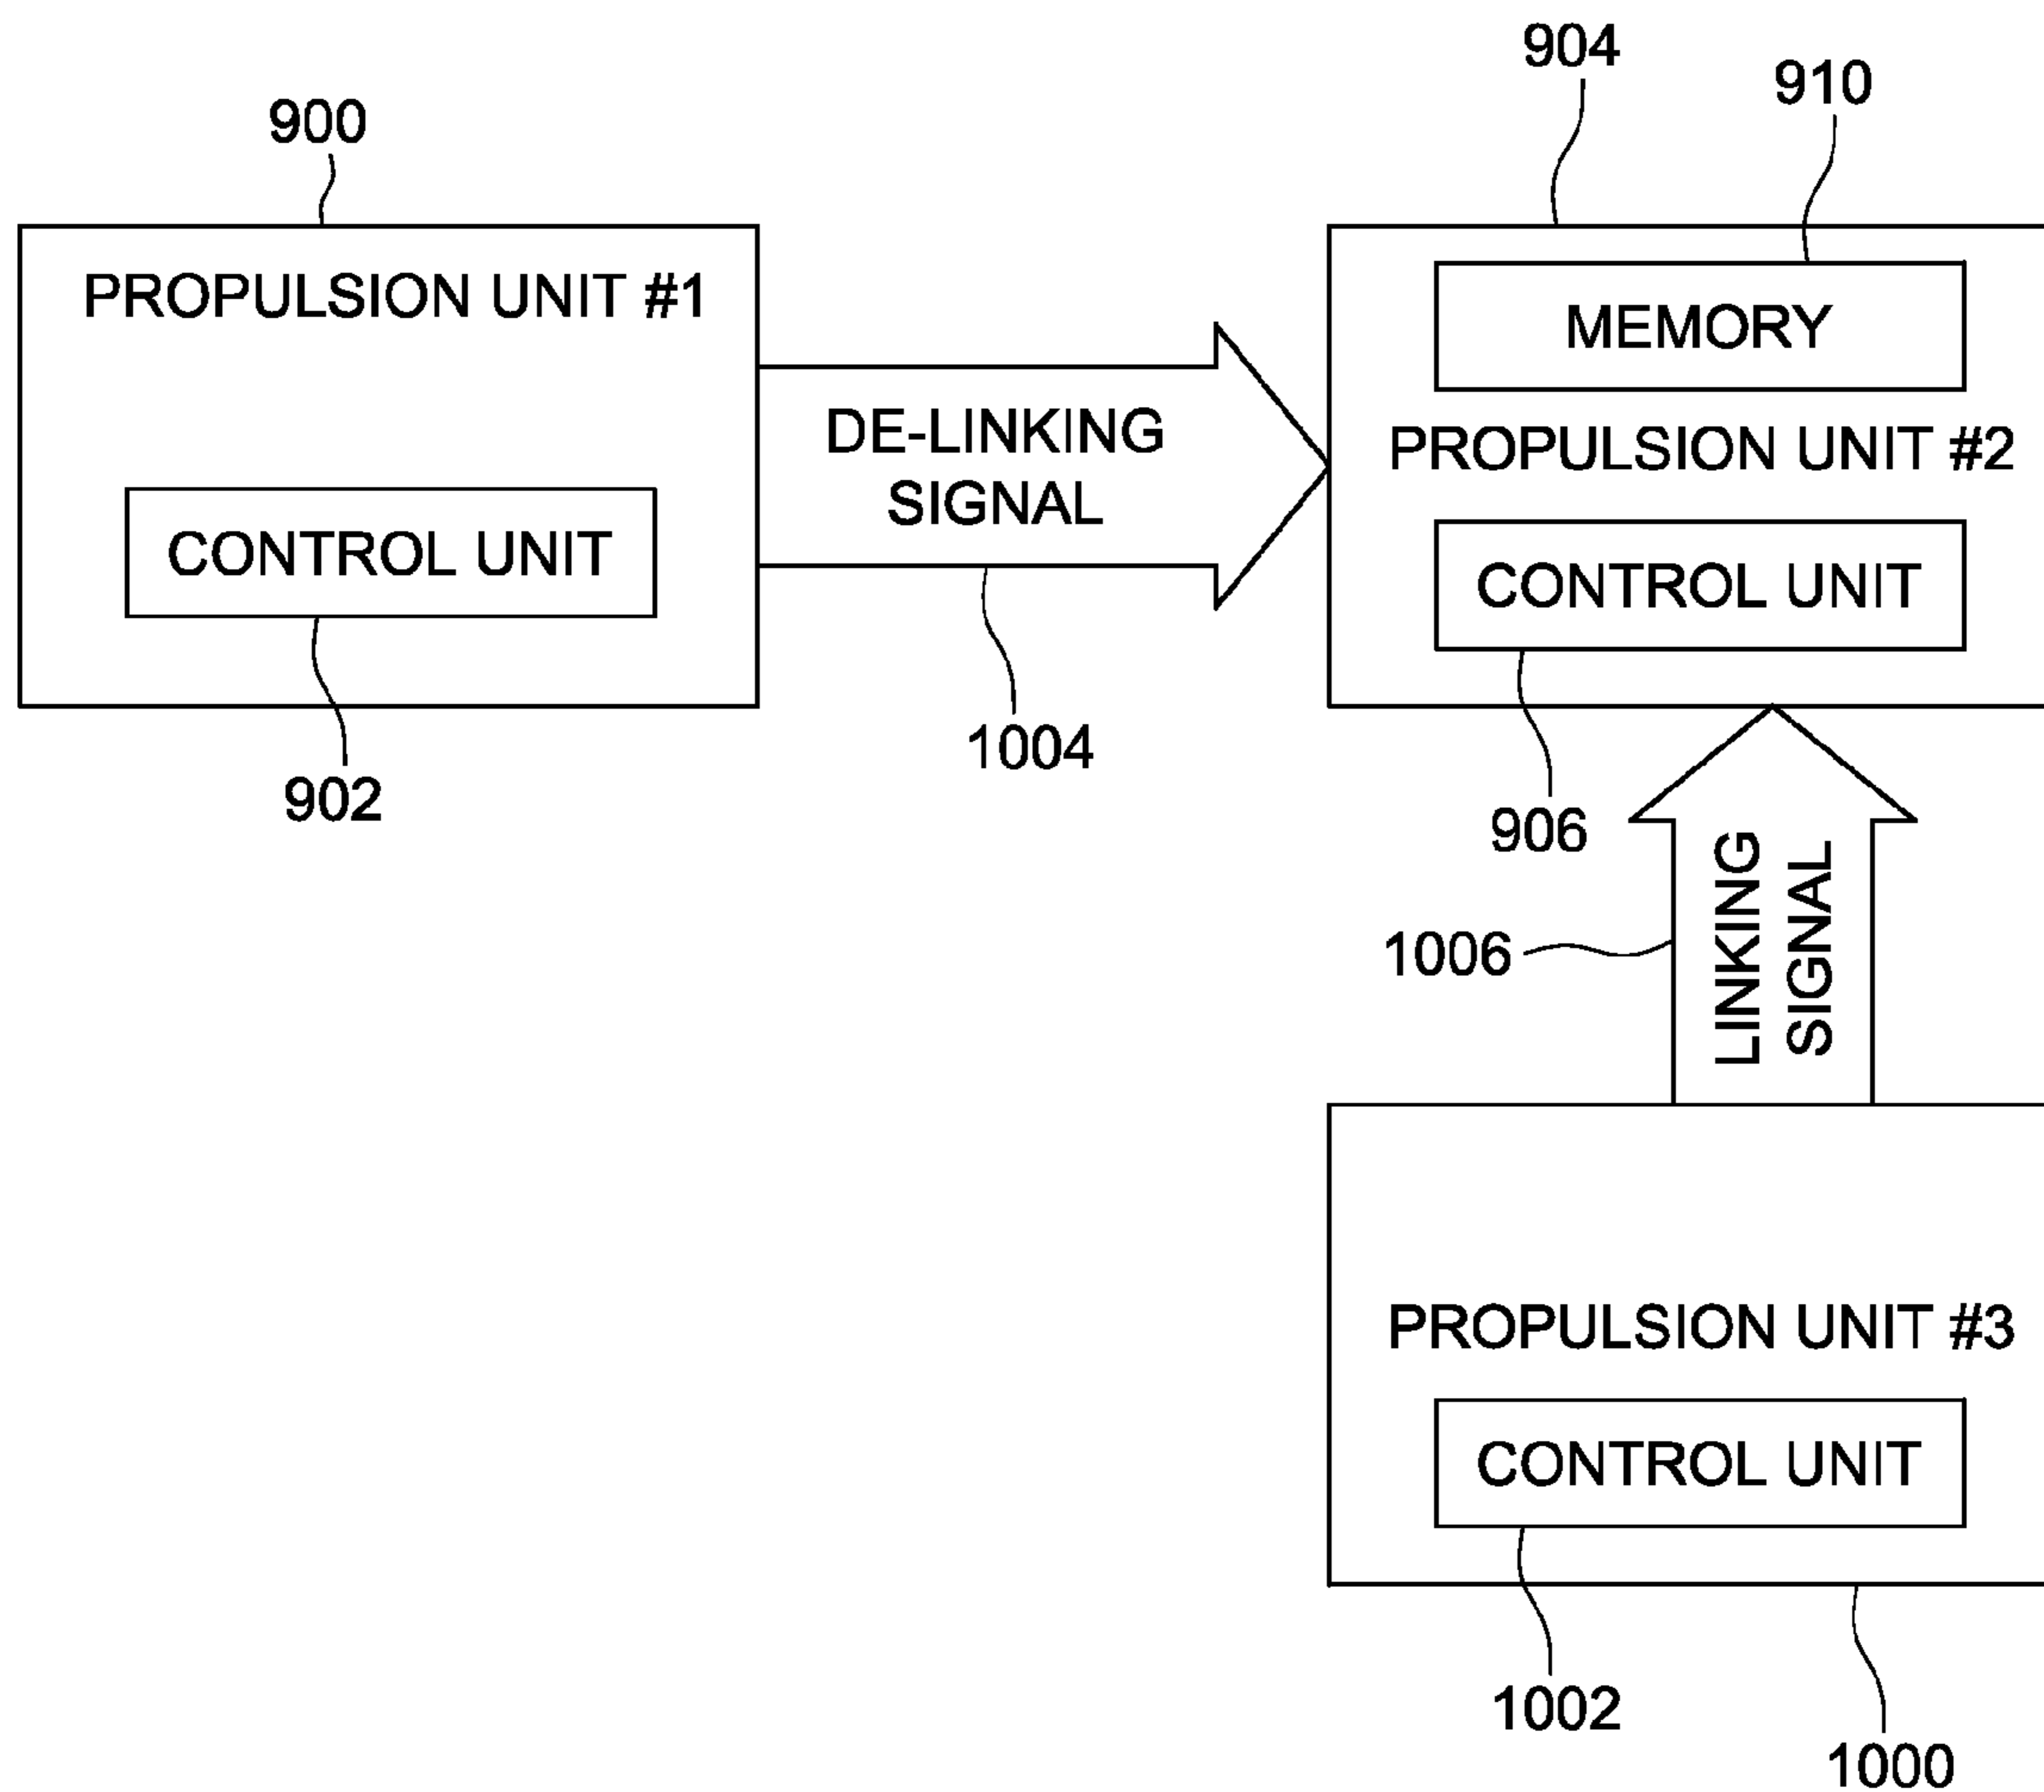 904
910
900
PROPULSION UNIT #1
MEMORY
DE-LINKING
SIGNAL
PROPULSION UNIT #2
CONTROL UNIT
CONTROL UNIT
1004
902
906
LINKING
SIGNAL
1006
PROPULSION UNIT #3
CONTROL UNIT
1002
1000